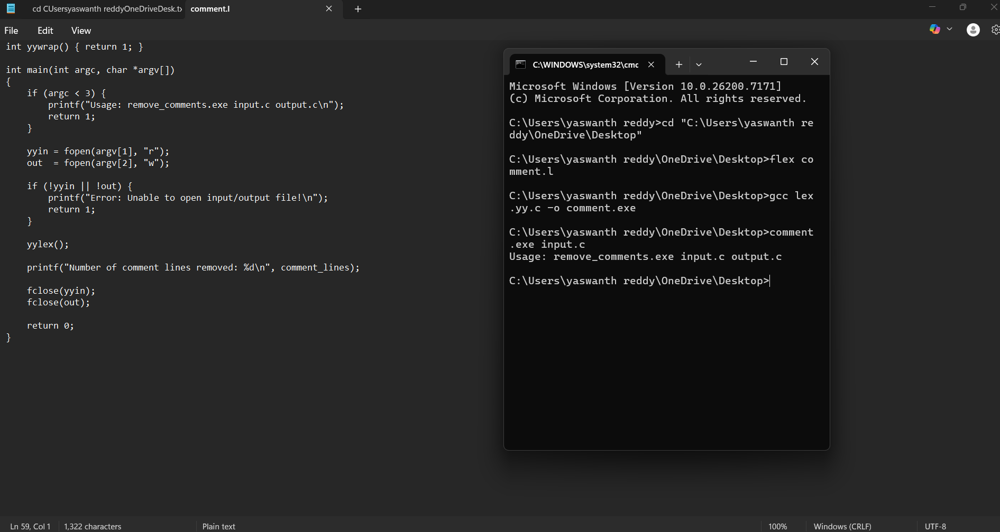 cd CUsersyaswanth reddyOneDriveDesk.t
comment.l
File Edit View
int yywrap() { return 1; }
int main(int argc, char *argv[])
{
if (argc < 3) {
printf("Usage: remove_comments.exe input.c output.c\n");
return 1;
}
yyin = fopen(argv[1], "r");
out = fopen(argv[2], "w");
if (!yyin || !out) {
printf("Error: Unable to open input/output file!\n");
return 1;
}
yylex();
printf("Number of comment lines removed: %d\n", comment_lines);
fclose(yyin);
fclose(out);
return 0;
}
C:\WINDOWS\system32\cmc
Microsoft Windows [Version 10.0.26200.7171]
(c) Microsoft Corporation. All rights reserved.
C:\Users\yaswanth reddy>cd "C:\Users\yaswanth re
ddy\OneDrive\Desktop"
C:\Users\yaswanth reddy\OneDrive\Desktop>flex co
mment.l
C:\Users\yaswanth reddy\OneDrive\Desktop>gcc lex
.yy.c -o comment.exe
C:\Users\yaswanth reddy\OneDrive\Desktop>comment
.exe input.c
Usage: remove_comments.exe input.c output.c
C:\Users\yaswanth reddy\OneDrive\Desktop>
Ln 59, Col 1 1,322 characters Plain text 100% Windows (CRLF) UTF-8